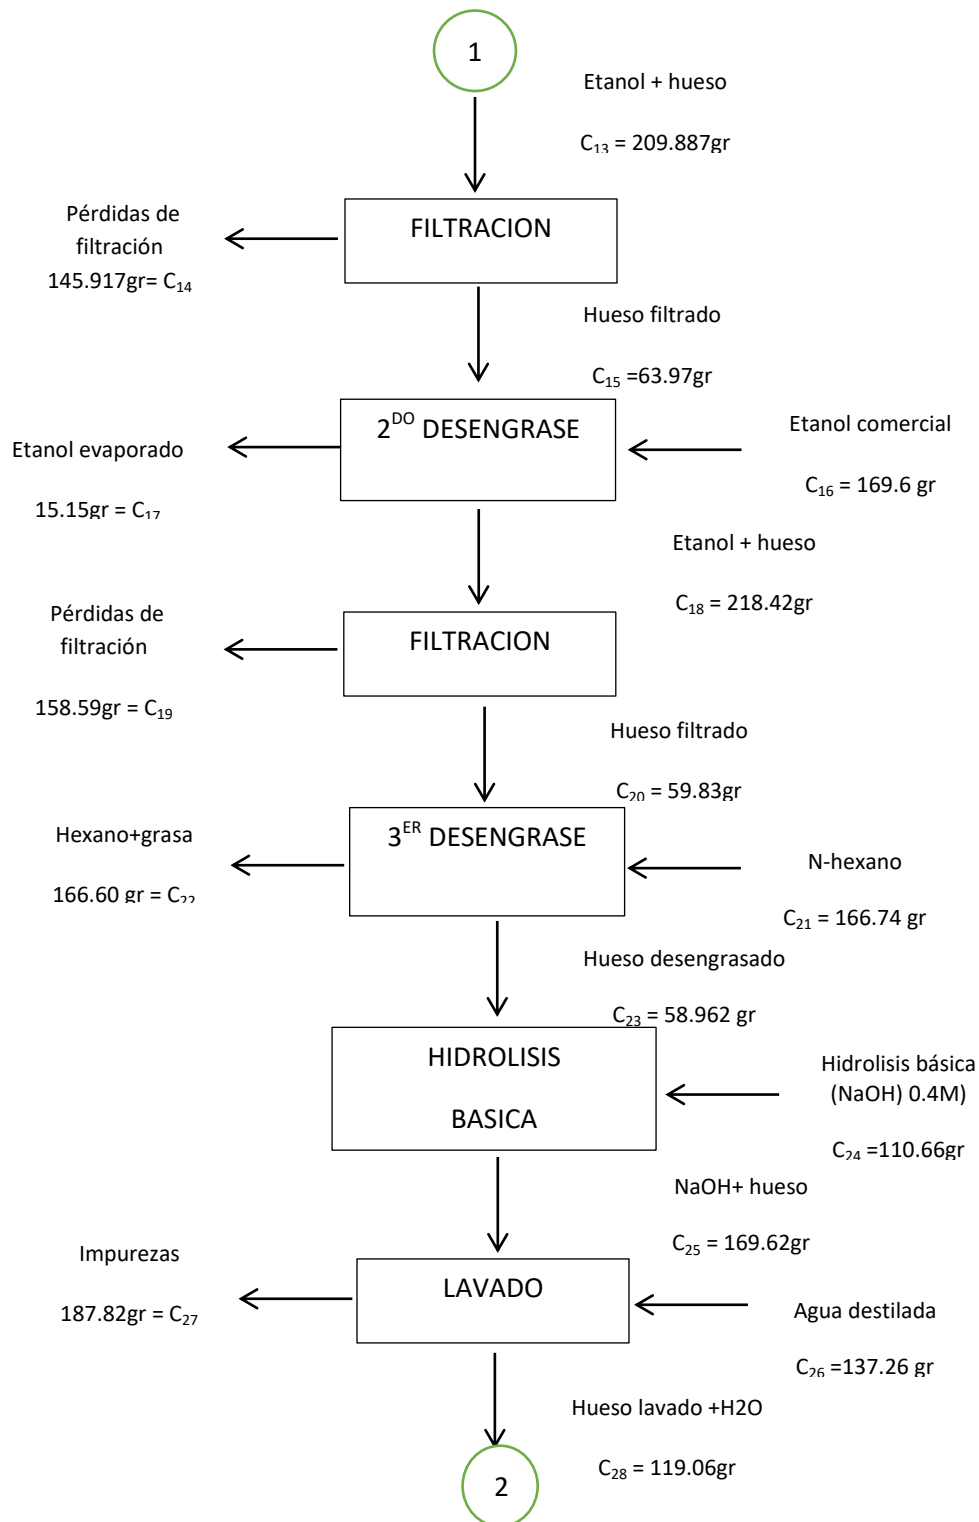 1
Etanol + hueso
C₁₃ = 209.887gr
FILTRACION
Pérdidas de
filtración
145.917gr= C₁₄
Hueso filtrado
C₁₅ =63.97gr
2ᴰᴼ DESENGRASE
Etanol comercial
C₁₆ = 169.6 gr
Etanol evaporado
15.15gr = C₁₇
Etanol + hueso
C₁₈ = 218.42gr
Pérdidas de
filtración
158.59gr = C₁₉
FILTRACION
Hueso filtrado
C₂₀ = 59.83gr
3ᴱᴿ DESENGRASE
Hexano+grasa
166.60 gr = C₂₂
N-hexano
C₂₁ = 166.74 gr
Hueso desengrasado
C₂₃ = 58.962 gr
HIDROLISIS
BASICA
Hidrolisis básica
(NaOH) 0.4M)
C₂₄ =110.66gr
NaOH+ hueso
C₂₅ = 169.62gr
Impurezas
187.82gr = C₂₇
LAVADO
Agua destilada
C₂₆ =137.26 gr
Hueso lavado +H2O
C₂₈ = 119.06gr
2